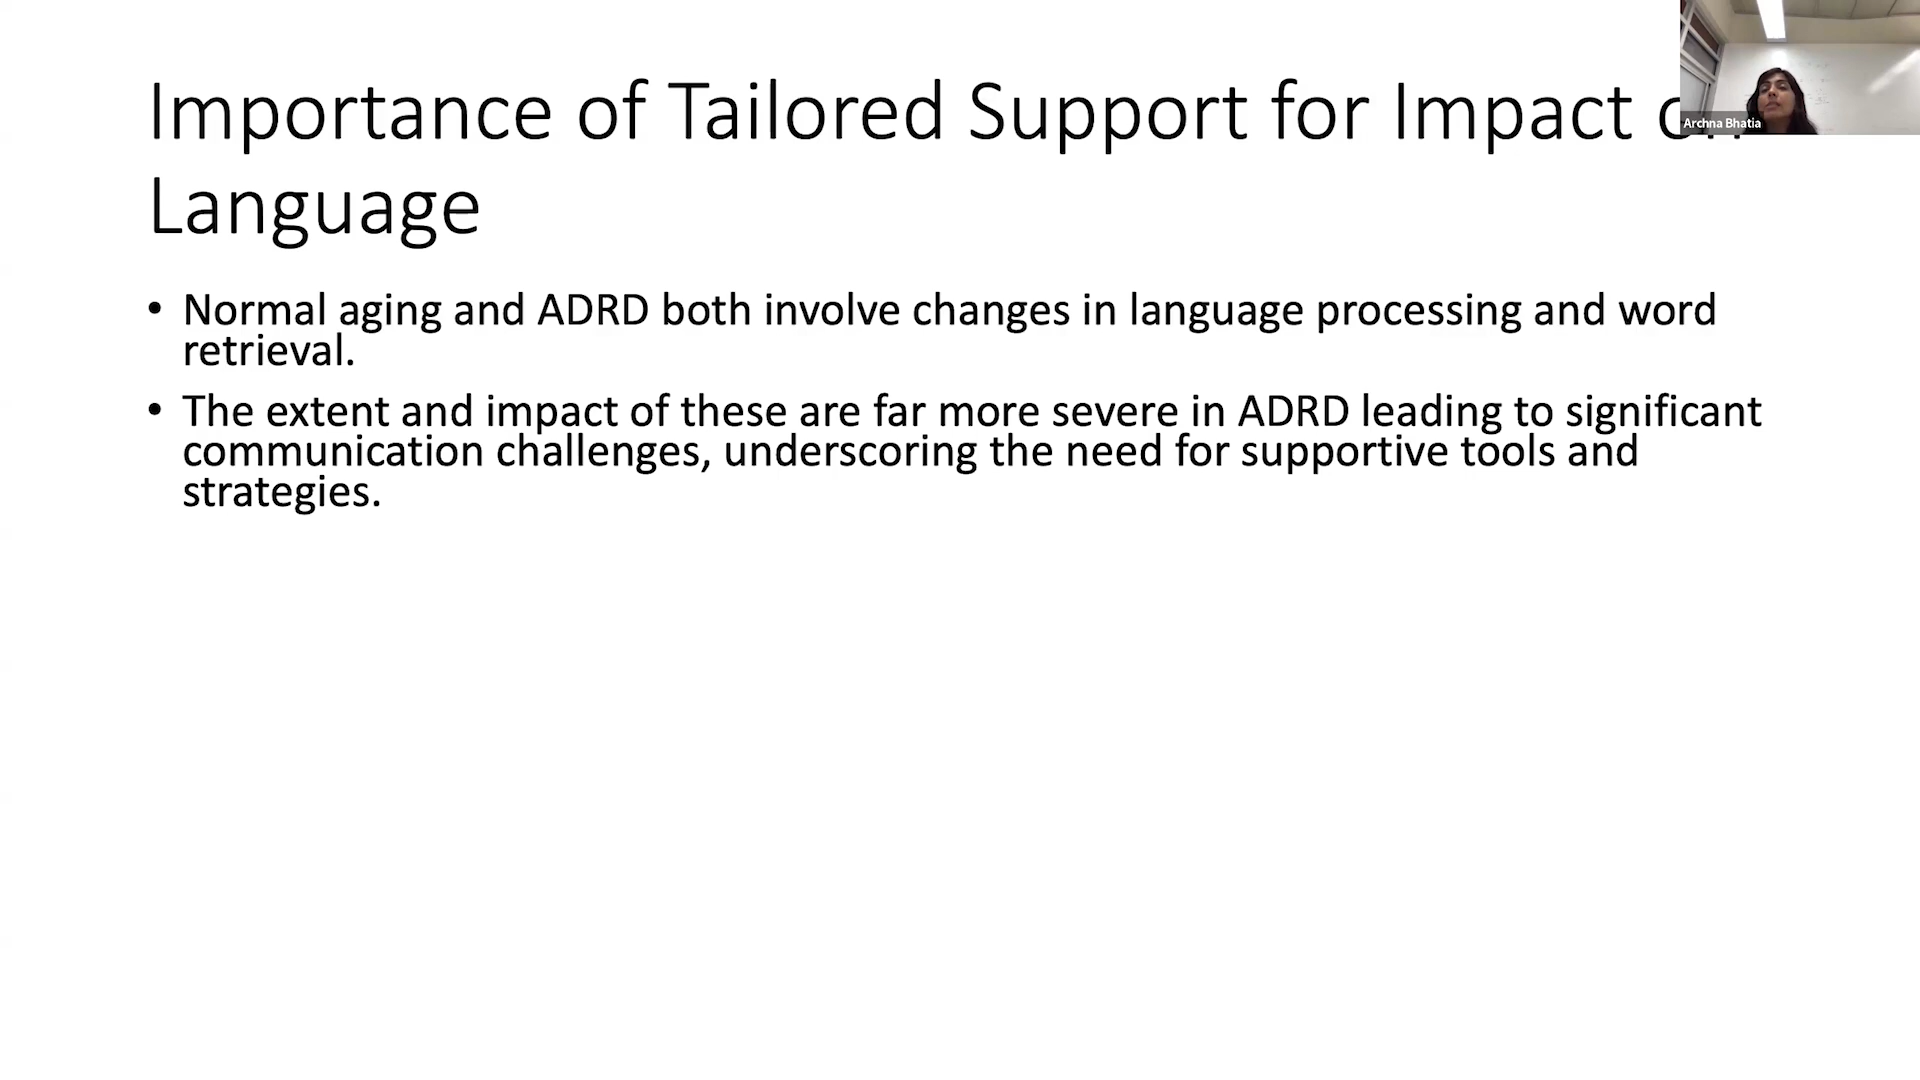 Importance of Tailored Support for Impact on
Language
Archna Bhatia
• Normal aging and ADRD both involve changes in language processing and word
retrieval.
• The extent and impact of these are far more severe in ADRD leading to significant
communication challenges, underscoring the need for supportive tools and
strategies.